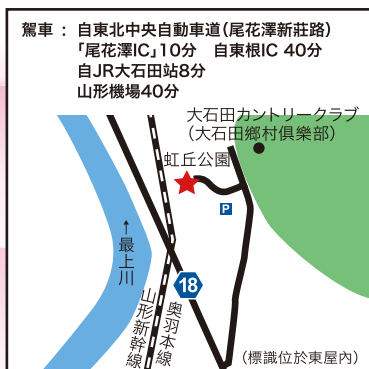 駕車 : 自東北中央自動車道(尾花澤新莊路)
「尾花澤IC」10分　自東根IC 40分
自JR大石田站8分
山形機場40分
大石田カントリークラブ
(大石田鄉村俱樂部)
虹丘公園
P
←最上川
18
山形新幹線
奥羽本線
(標識位於東屋內)